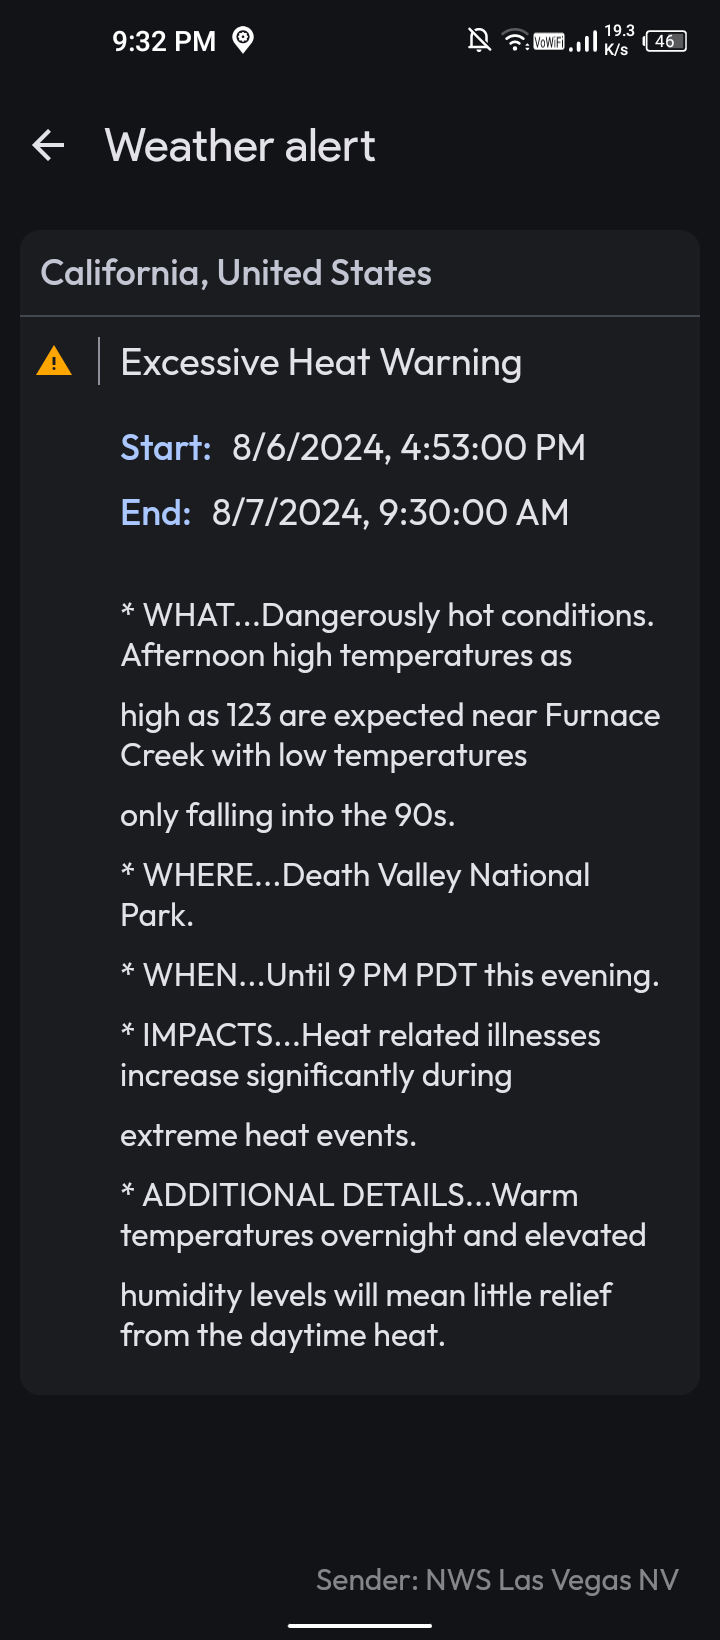 9:32 PM
VoWiFi
19.3
K/s
46
Weather alert
California, United States
Excessive Heat Warning
Start: 8/6/2024, 4:53:00 PM
End: 8/7/2024, 9:30:00 AM
* WHAT...Dangerously hot conditions.
Afternoon high temperatures as
high as 123 are expected near Furnace
Creek with low temperatures
only falling into the 90s.
* WHERE...Death Valley National
Park.
* WHEN...Until 9 PM PDT this evening.
* IMPACTS...Heat related illnesses
increase significantly during
extreme heat events.
* ADDITIONAL DETAILS...Warm
temperatures overnight and elevated
humidity levels will mean little relief
from the daytime heat.
Sender: NWS Las Vegas NV